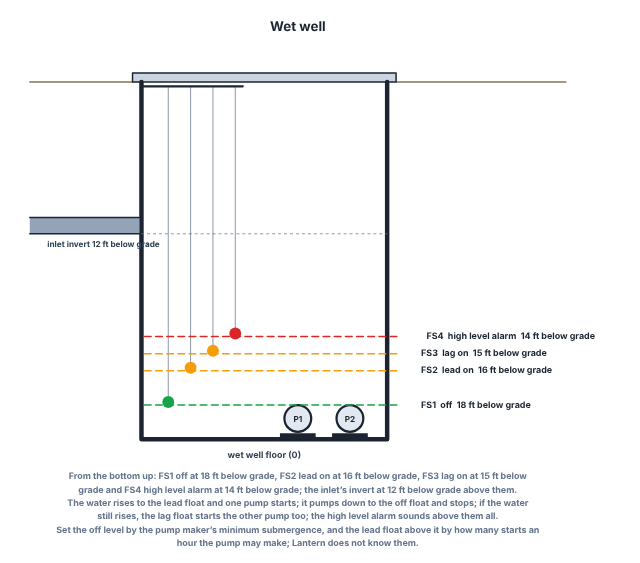 Wet well
inlet invert 12 ft below grade
FS4 high level alarm 14 ft below grade
FS3 lag on 15 ft below grade
FS2 lead on 16 ft below grade
FS1 off 18 ft below grade
P1 P2
wet well floor (0)
From the bottom up: FS1 off at 18 ft below grade, FS2 lead on at 16 ft below grade, FS3 lag on at 15 ft below
grade and FS4 high level alarm at 14 ft below grade; the inlet's invert at 12 ft below grade above them.
The water rises to the lead float and one pump starts; it pumps down to the off float and stops; if the water
still rises, the lag float starts the other pump too; the high level alarm sounds above them all.
Set the off level by the pump maker's minimum submergence, and the lead float above it by how many starts an
hour the pump may make; Lantern does not know them.